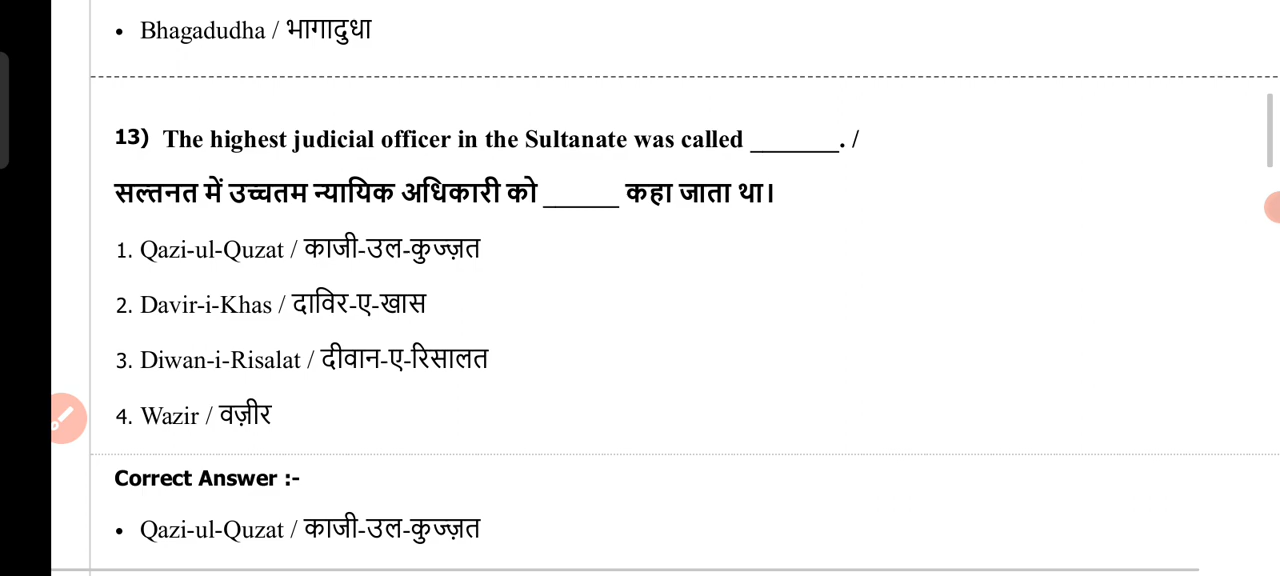 • Bhagadudha / भागादुधा
13) The highest judicial officer in the Sultanate was called _______. /
सल्तनत में उच्चतम न्यायिक अधिकारी को ______ कहा जाता था।
1. Qazi-ul-Quzat / काजी-उल-कुज्ज़त
2. Davir-i-Khas / दाविर-ए-खास
3. Diwan-i-Risalat / दीवान-ए-रिसालत
4. Wazir / वज़ीर
Correct Answer :-
• Qazi-ul-Quzat / काजी-उल-कुज्ज़त